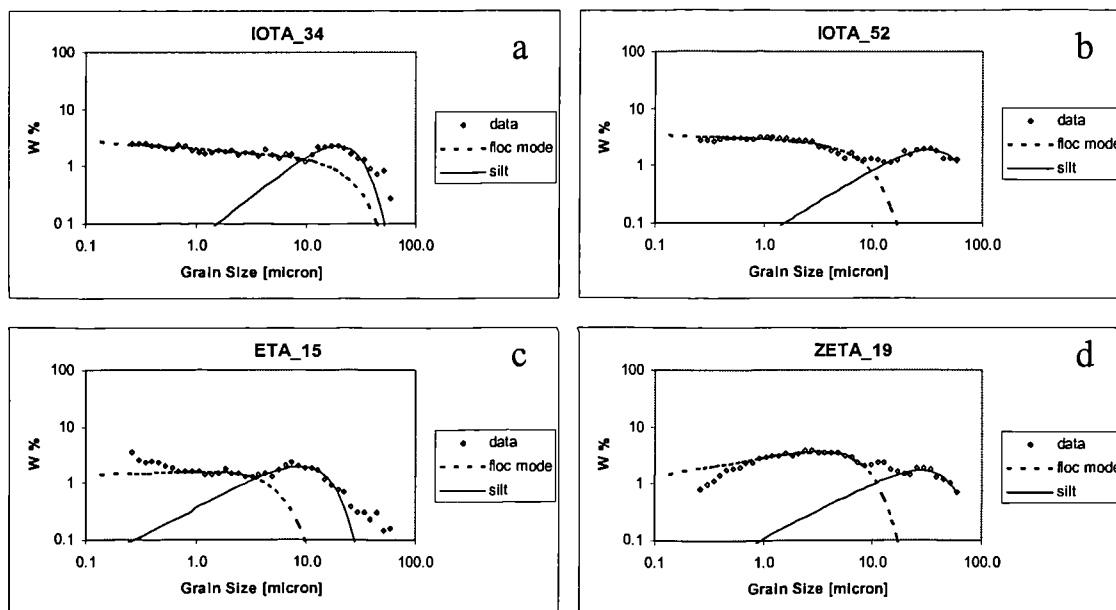 IOTA_34
a
100
10
1
0 1
W %
0.1
1.0
10.0
100.0
Grain Size [micron]
data
floc mode
silt
IOTA_52
b
100
10
1
0 1
W %
0.1
1.0
10.0
100.0
Grain Size [micron]
data
floc mode
silt
ETA_15
c
100
10
1
0.1
W %
0.1
1.0
10.0
100.0
Grain Size [micron]
data
floc mode
silt
ZETA_19
d
100
10
1
0.1
W %
0.1
1.0
10.0
100.0
Grain Size [micron]
data
floc mode
silt